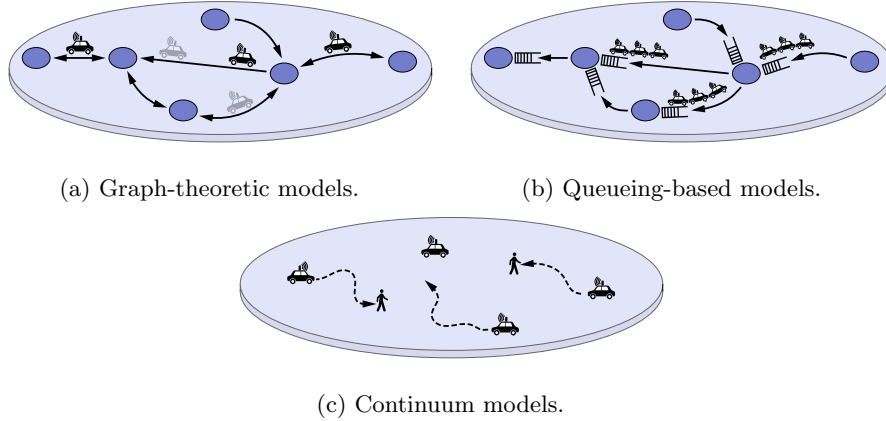 (a) Graph-theoretic models.
(b) Queueing-based models.
(c) Continuum models.